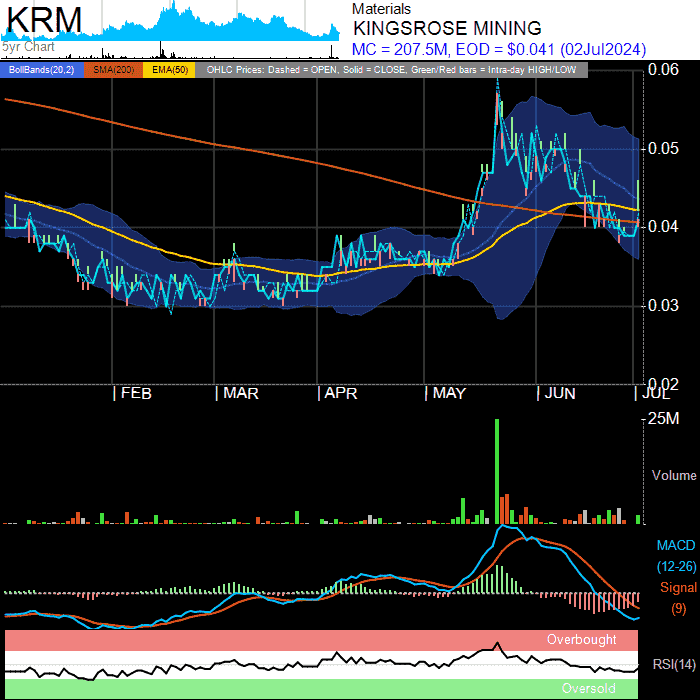 KRM
5yr Chart
Materials
KINGSROSE MINING
MC = 207.5M, EOD = $0.041 (02Jul2024)
BollBands(20,2) SMA(200) EMA(50) OHLC Prices: Dashed = OPEN, Solid = CLOSE, Green/Red bars = Intra-day HIGH/LOW
0.06
0.05
0.04
0.03
0.02
FEB MAR APR MAY JUN JUL
25M
Volume
MACD
(12-26)
Signal
(9)
Overbought
RSI(14)
Oversold